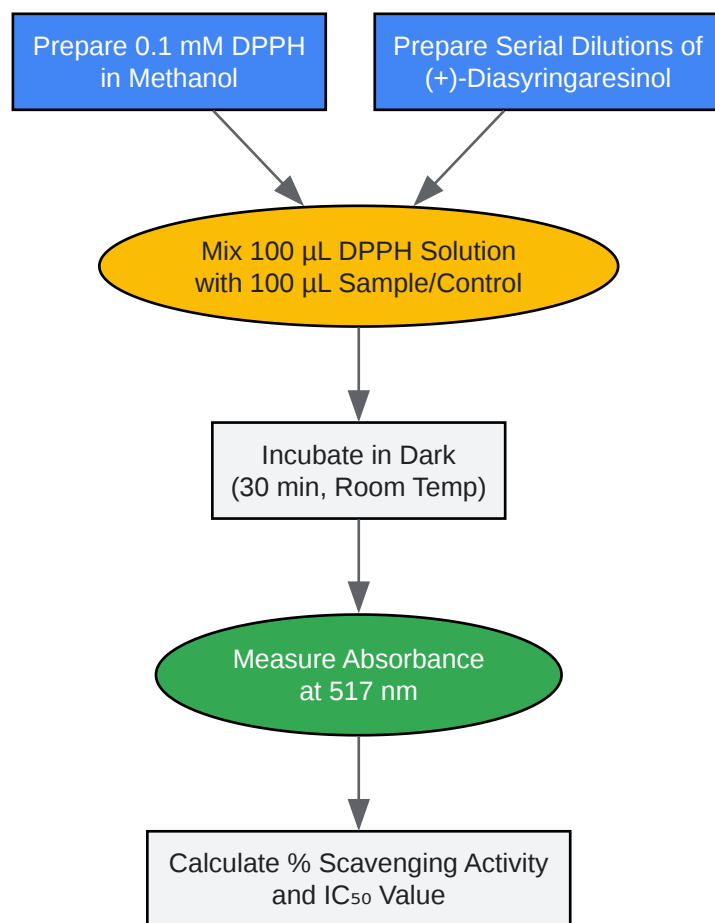 Prepare 0.1 mM DPPH
in Methanol
Prepare Serial Dilutions of
(+)-Diasyringaresinol
Mix 100 µL DPPH Solution
with 100 µL Sample/Control
Incubate in Dark
(30 min, Room Temp)
Measure Absorbance
at 517 nm
Calculate % Scavenging Activity
and IC₅₀ Value